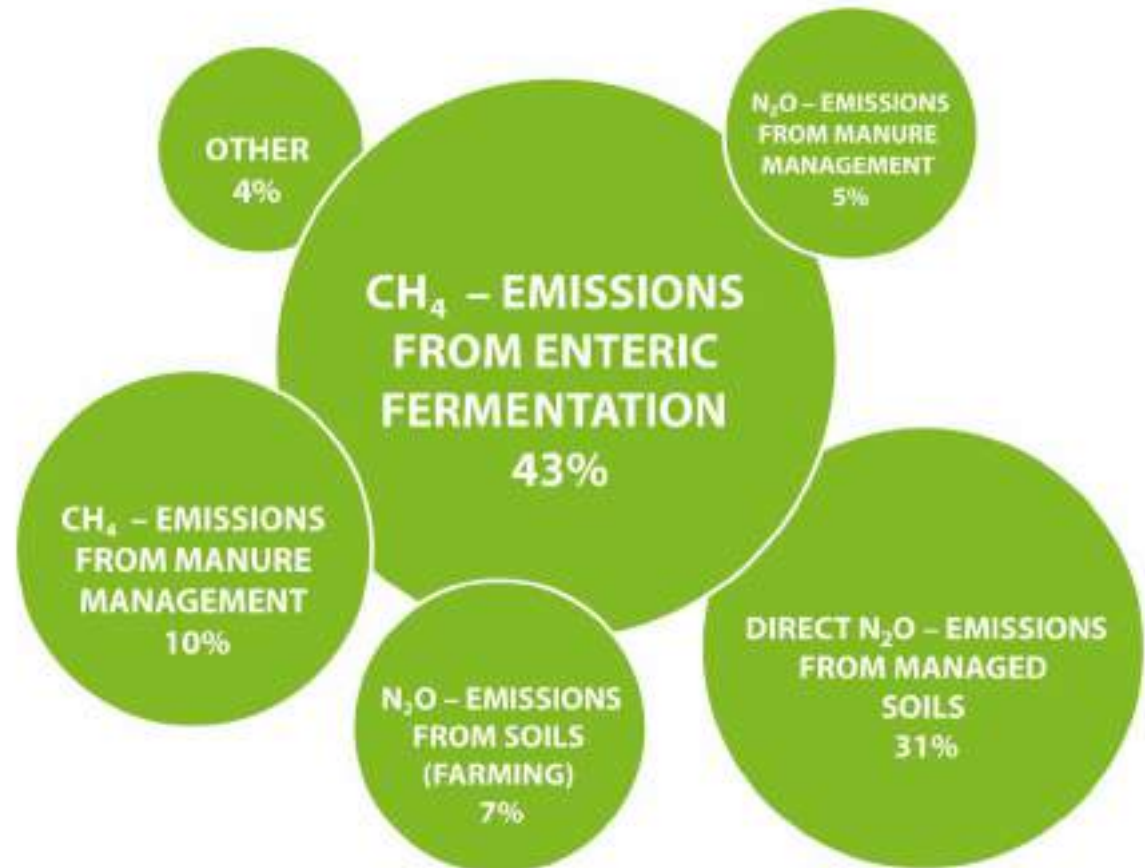 OTHER
4%
N₂O – EMISSIONS
FROM MANURE
MANAGEMENT
5%
CH₄ – EMISSIONS
FROM ENTERIC
FERMENTATION
43%
CH₄ – EMISSIONS
FROM MANURE
MANAGEMENT
10%
N₂O – EMISSIONS
FROM SOILS
(FARMING)
7%
DIRECT N₂O – EMISSIONS
FROM MANAGED
SOILS
31%